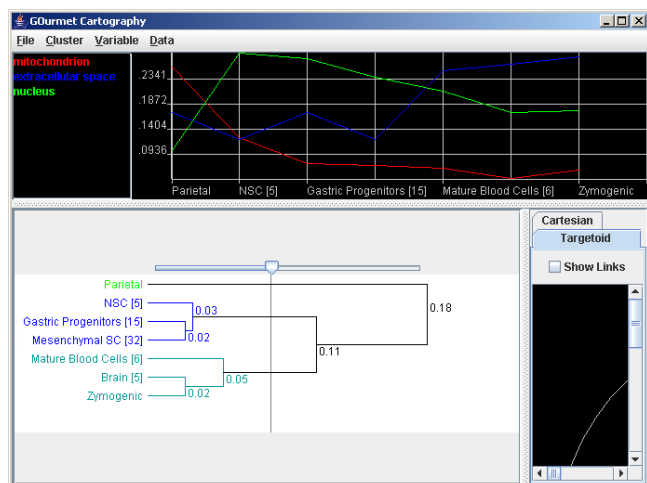 GOurmet Cartography
File Cluster Variable Data
mitochondrion
extracellular space
nucleus
.2341
.1872
.1404
.0936
Parietal NSC [5] Gastric Progenitors [15] Mature Blood Cells [6] Zymogenic
Cartesian
Targetoid
Show Links
Parietal
NSC [5]
Gastric Progenitors [15]
Mesenchymal SC [32]
Mature Blood Cells [6]
Brain [5]
Zymogenic
0.03
0.02
0.05
0.02
0.11
0.18